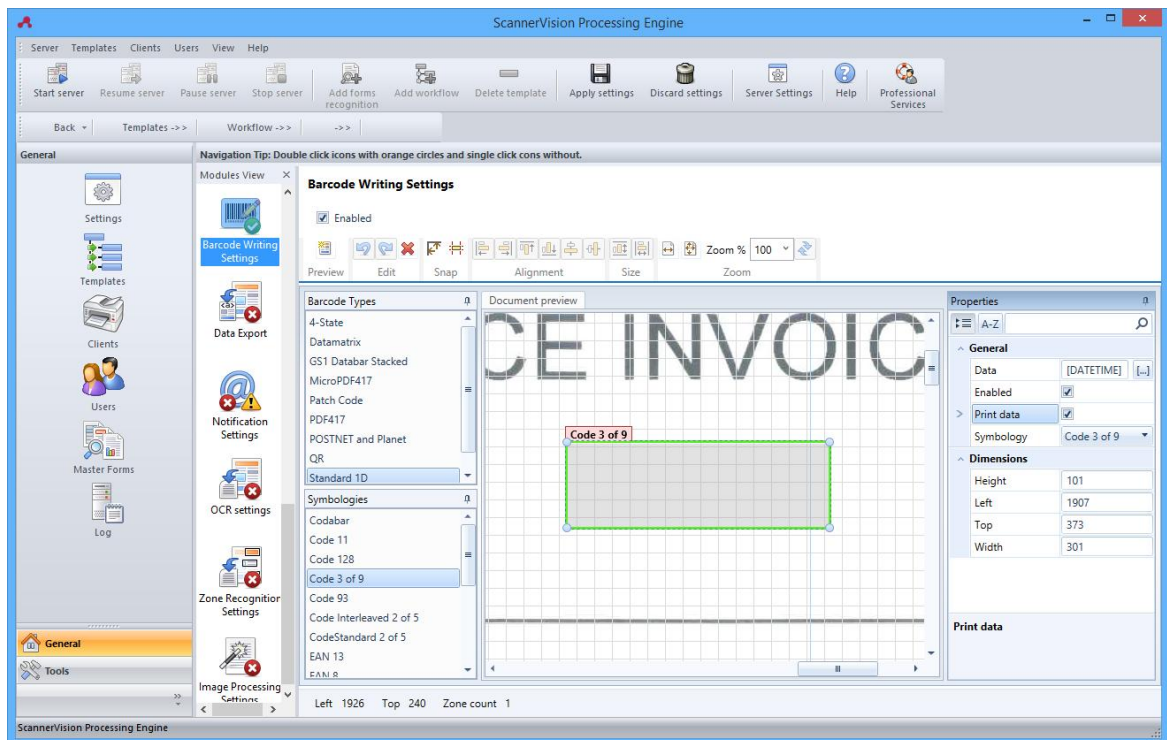 ScannerVision Processing Engine
Server Templates Clients Users View Help
Start server Resume server Pause server Stop server Add forms recognition Add workflow Delete template Apply settings Discard settings Server Settings Help Professional Services
Back Templates ->> Workflow ->> ->>
General
Settings
Templates
Clients
Users
Master Forms
Log
General
Tools
Navigation Tip: Double click icons with orange circles and single click cons without.
Modules View
Barcode Writing
Settings
Data Export
Notification
Settings
OCR settings
Zone Recognition
Settings
Image Processing
Settings
Barcode Writing Settings
Enabled
Zoom % 100
Preview Edit Snap Alignment Size Zoom
Barcode Types
4-State
Datamatrix
GS1 Databar Stacked
MicroPDF417
Patch Code
PDF417
POSTNET and Planet
QR
Standard 1D
Symbologies
Codabar
Code 11
Code 128
Code 3 of 9
Code 93
Code Interleaved 2 of 5
CodeStandard 2 of 5
EAN 13
EAN 8
Document preview
CE INVOIC
Code 3 of 9
Properties
A-Z
General
Data [DATETIME] [...]
Enabled
Print data
Symbology Code 3 of 9
Dimensions
Height 101
Left 1907
Top 373
Width 301
Print data
Left 1926 Top 240 Zone count 1
ScannerVision Processing Engine